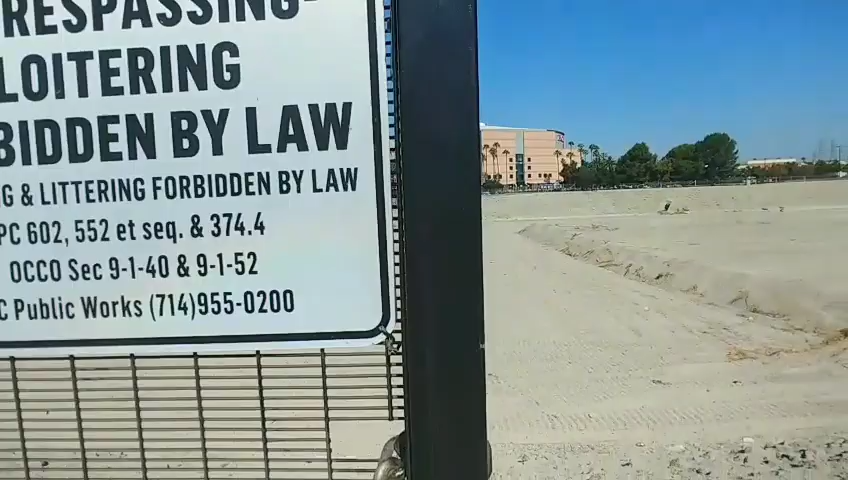 RESPASSING-
LOITERING
BIDDEN BY LAW
G & LITTERING FORBIDDEN BY LAW
PC 602, 552 et seq. & 374.4
OCCO Sec 9-1-40 & 9-1-52
C Public Works (714)955-0200